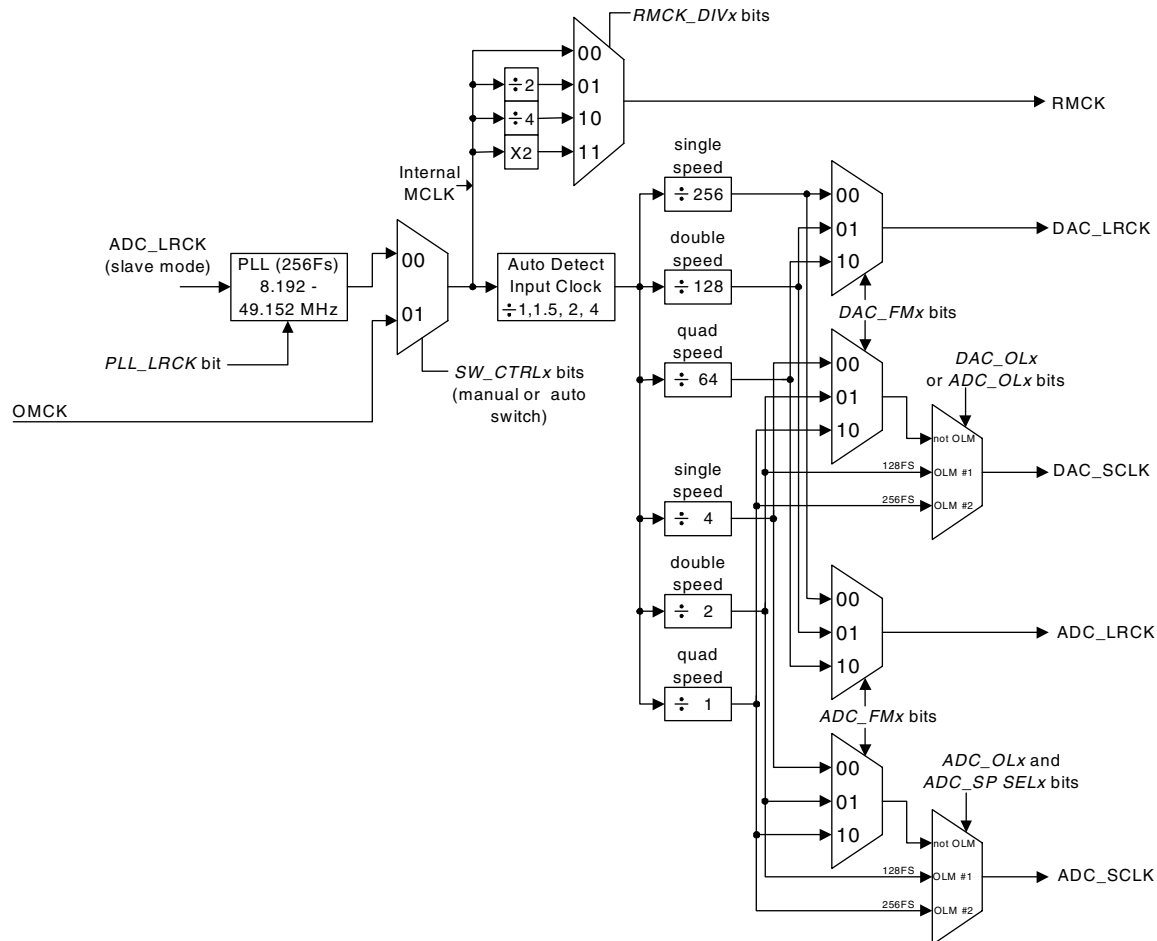 RMCK_DIVx bits
00
÷2
01
÷4
10
X2
11
RMCK
Internal
MCLK
single
speed
÷ 256
00
01
10
DAC_LRCK
ADC_LRCK
(slave mode)
PLL (256Fs)
8.192 -
49.152 MHz
00
01
Auto Detect
Input Clock
÷1,1.5, 2, 4
double
speed
÷ 128
DAC_FMx bits
PLL_LRCK bit
SW_CTRLx bits
(manual or auto
switch)
quad
speed
÷ 64
00
01
10
DAC_OLx
or ADC_OLx bits
OMCK
not OLM
128FS
OLM #1
256FS
OLM #2
DAC_SCLK
single
speed
÷ 4
double
speed
÷ 2
00
01
10
ADC_LRCK
quad
speed
÷ 1
ADC_FMx bits
00
01
10
ADC_OLx and
ADC_SP SELx bits
not OLM
128FS
OLM #1
256FS
OLM #2
ADC_SCLK